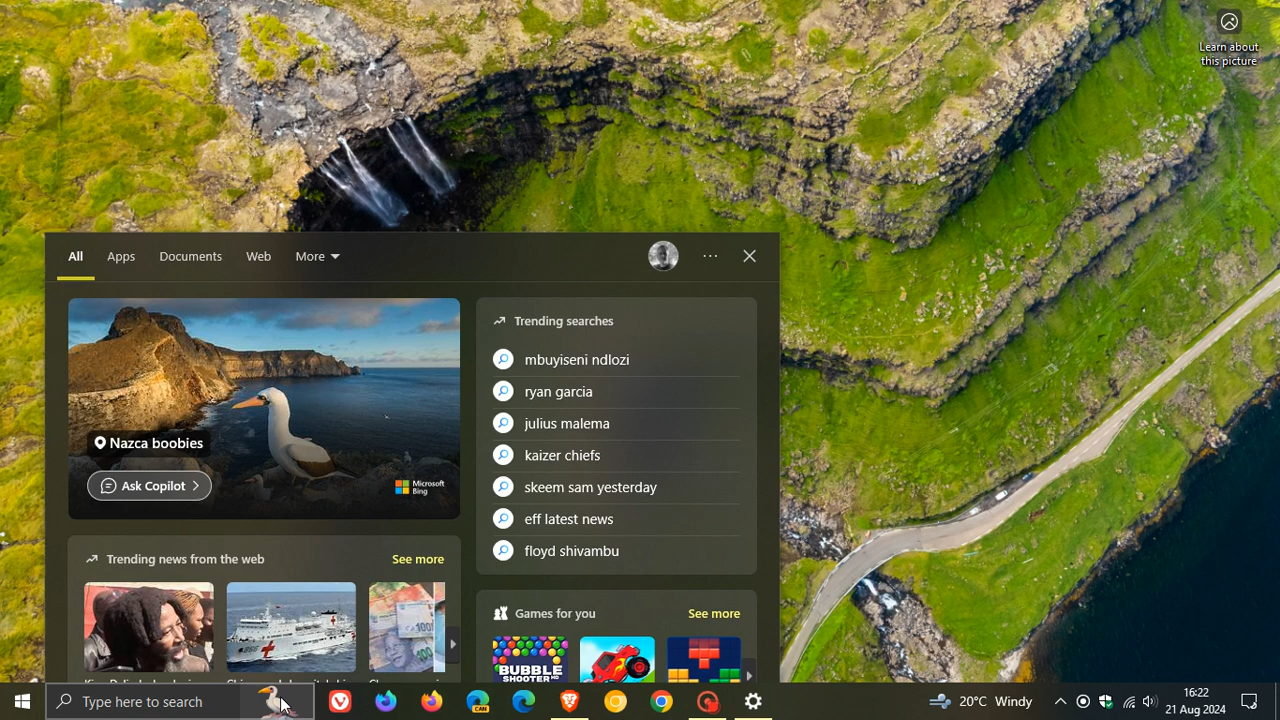 Learn about
this picture
All
Apps
Documents
Web
More
Nazca boobies
Ask Copilot
Microsoft
Bing
Trending searches
mbuyiseni ndlozi
ryan garcia
julius malema
kaizer chiefs
skeem sam yesterday
eff latest news
floyd shivambu
Trending news from the web
See more
Games for you
See more
BUBBLE
SHOOTER HD
Type here to search
CAN
20°C Windy
16:22
21 Aug 2024